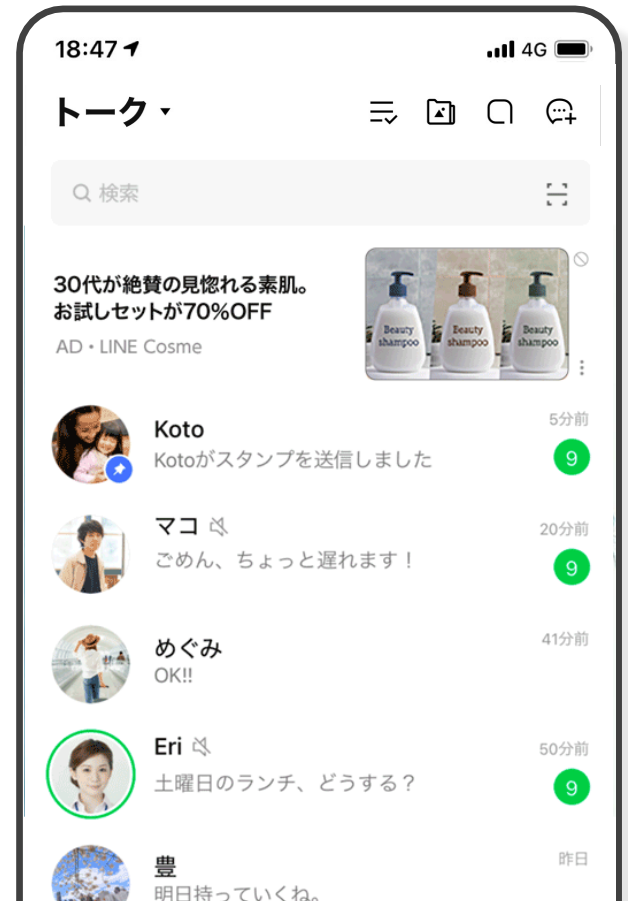 18:47
4G
トーク
検索
30代が絶賛の見惚れる素肌。
お試しセットが70%OFF
AD・LINE Cosme
Beauty
shampoo
Beauty
shampoo
Beauty
shampoo
Koto
5分前
Kotoがスタンプを送信しました
9
マコ
20分前
ごめん、ちょっと遅れます！
9
めぐみ
41分前
OK!!
Eri
50分前
土曜日のランチ、どうする？
9
豊
昨日
明日持っていくね。